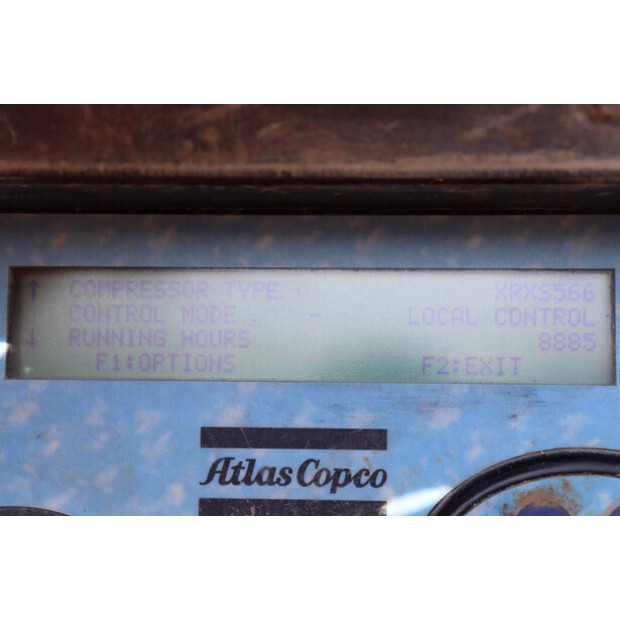 ↑ COMPRESSOR TYPE XRXS566
CONTROL MODE - LOCAL CONTROL
↓ RUNNING HOURS 8885
F1:OPTIONS F2:EXIT
Atlas Copco